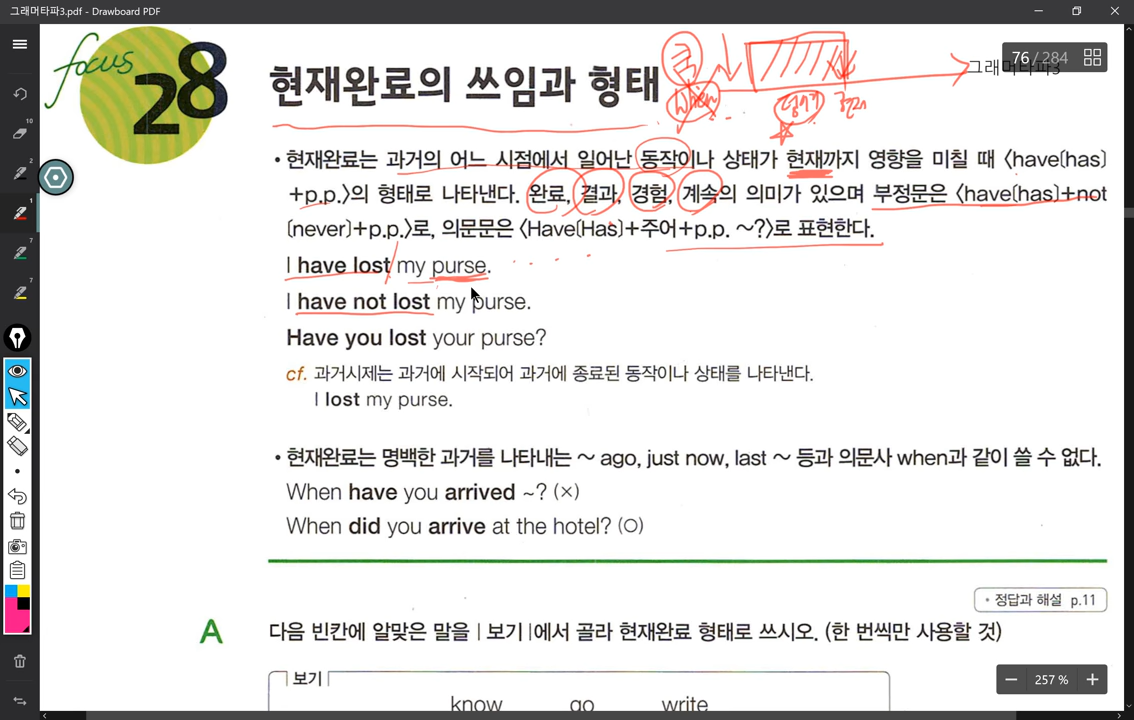 그래머타파3.pdf - Drawboard PDF
focus
28
현재완료의 쓰임과 형태
76 / 284
그래머타파3
when
현재
• 현재완료는 과거의 어느 시점에서 일어난 동작이나 상태가 현재까지 영향을 미칠 때 〈have(has)
+p.p.〉의 형태로 나타낸다. 완료, 결과, 경험, 계속의 의미가 있으며 부정문은 〈have(has)+not
(never)+p.p.〉로, 의문문은 〈Have(Has)+주어+p.p. ~?〉로 표현한다.
I have lost my purse.
I have not lost my purse.
Have you lost your purse?
cf. 과거시제는 과거에 시작되어 과거에 종료된 동작이나 상태를 나타낸다.
I lost my purse.
• 현재완료는 명백한 과거를 나타내는 ~ ago, just now, last ~ 등과 의문사 when과 같이 쓸 수 없다.
When have you arrived ~? (×)
When did you arrive at the hotel? (○)
• 정답과 해설 p.11
A 다음 빈칸에 알맞은 말을 |보기|에서 골라 현재완료 형태로 쓰시오. (한 번씩만 사용할 것)
보기
know go write
257 %
10
2
1
7
7